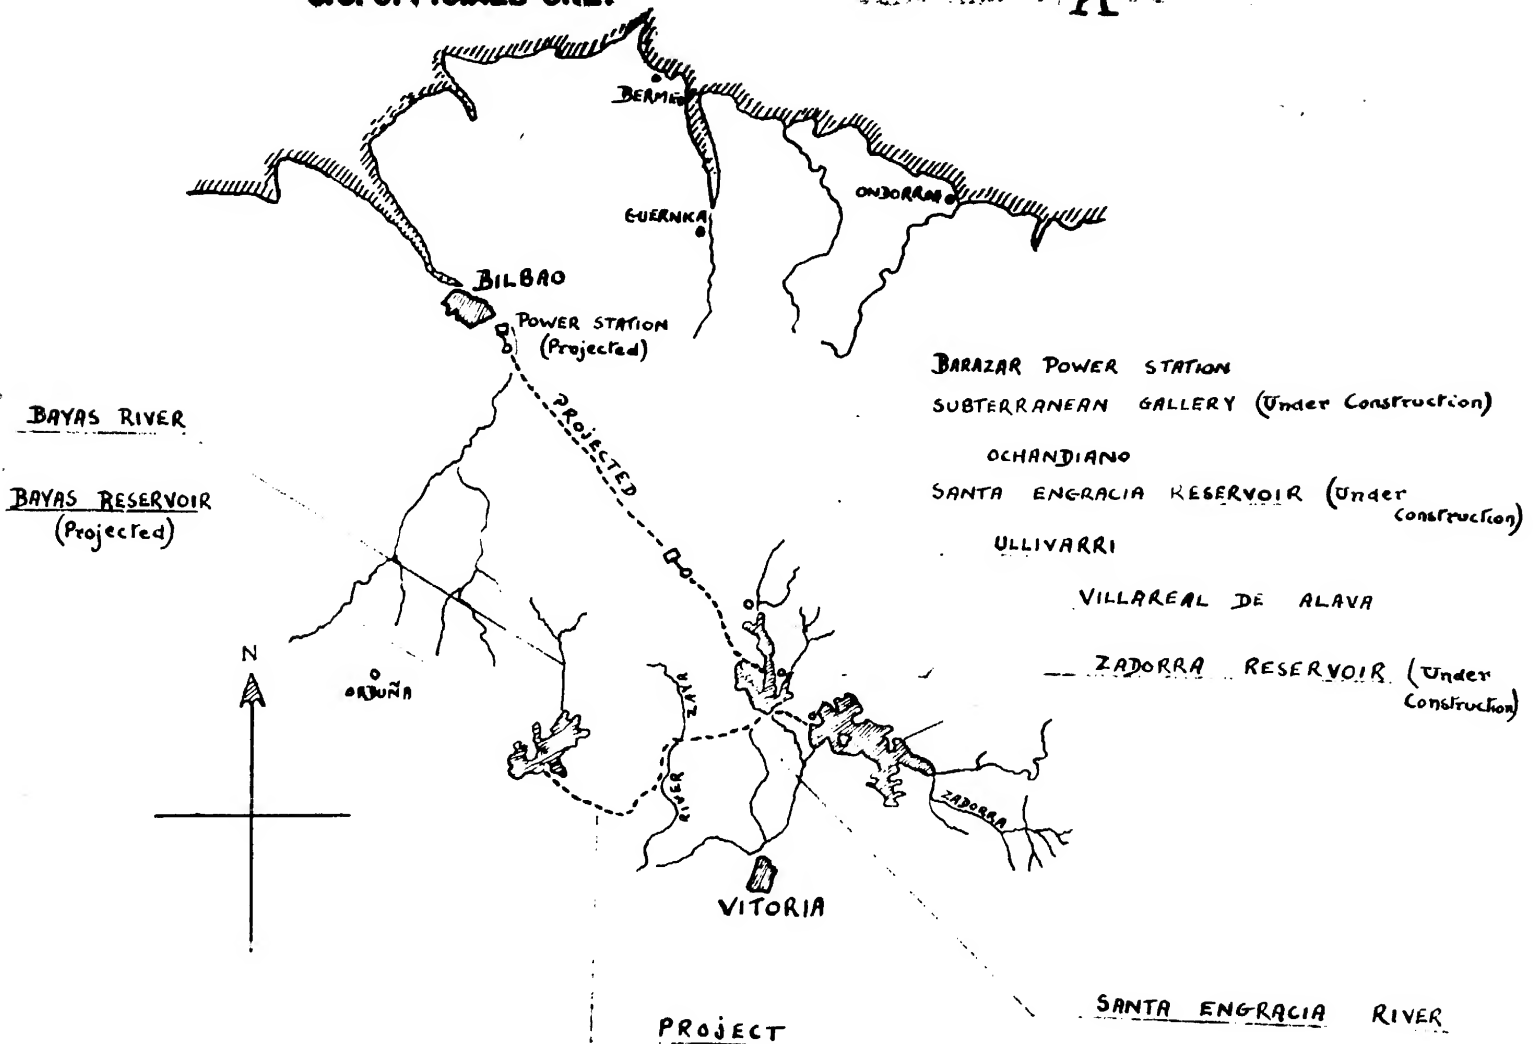 BERMEO
ONDORRAA
GUERNKA
BILBAO
POWER STATION
(Projected)
BARAZAR POWER STATION
SUBTERRANEAN GALLERY (Under Construction)
BAYAS RIVER
PROJECTED
OCHANDIANO
BAYAS RESERVOIR
(Projected)
SANTA ENGRACIA RESERVOIR (Under
Construction)
ULLIVARRI
VILLAREAL DE ALAVA
N
ORDUÑA
ZAYA
RIVER
ZADORRA RESERVOIR (Under
Construction)
ZADORRA
VITORIA
SANTA ENGRACIA RIVER
PROJECT